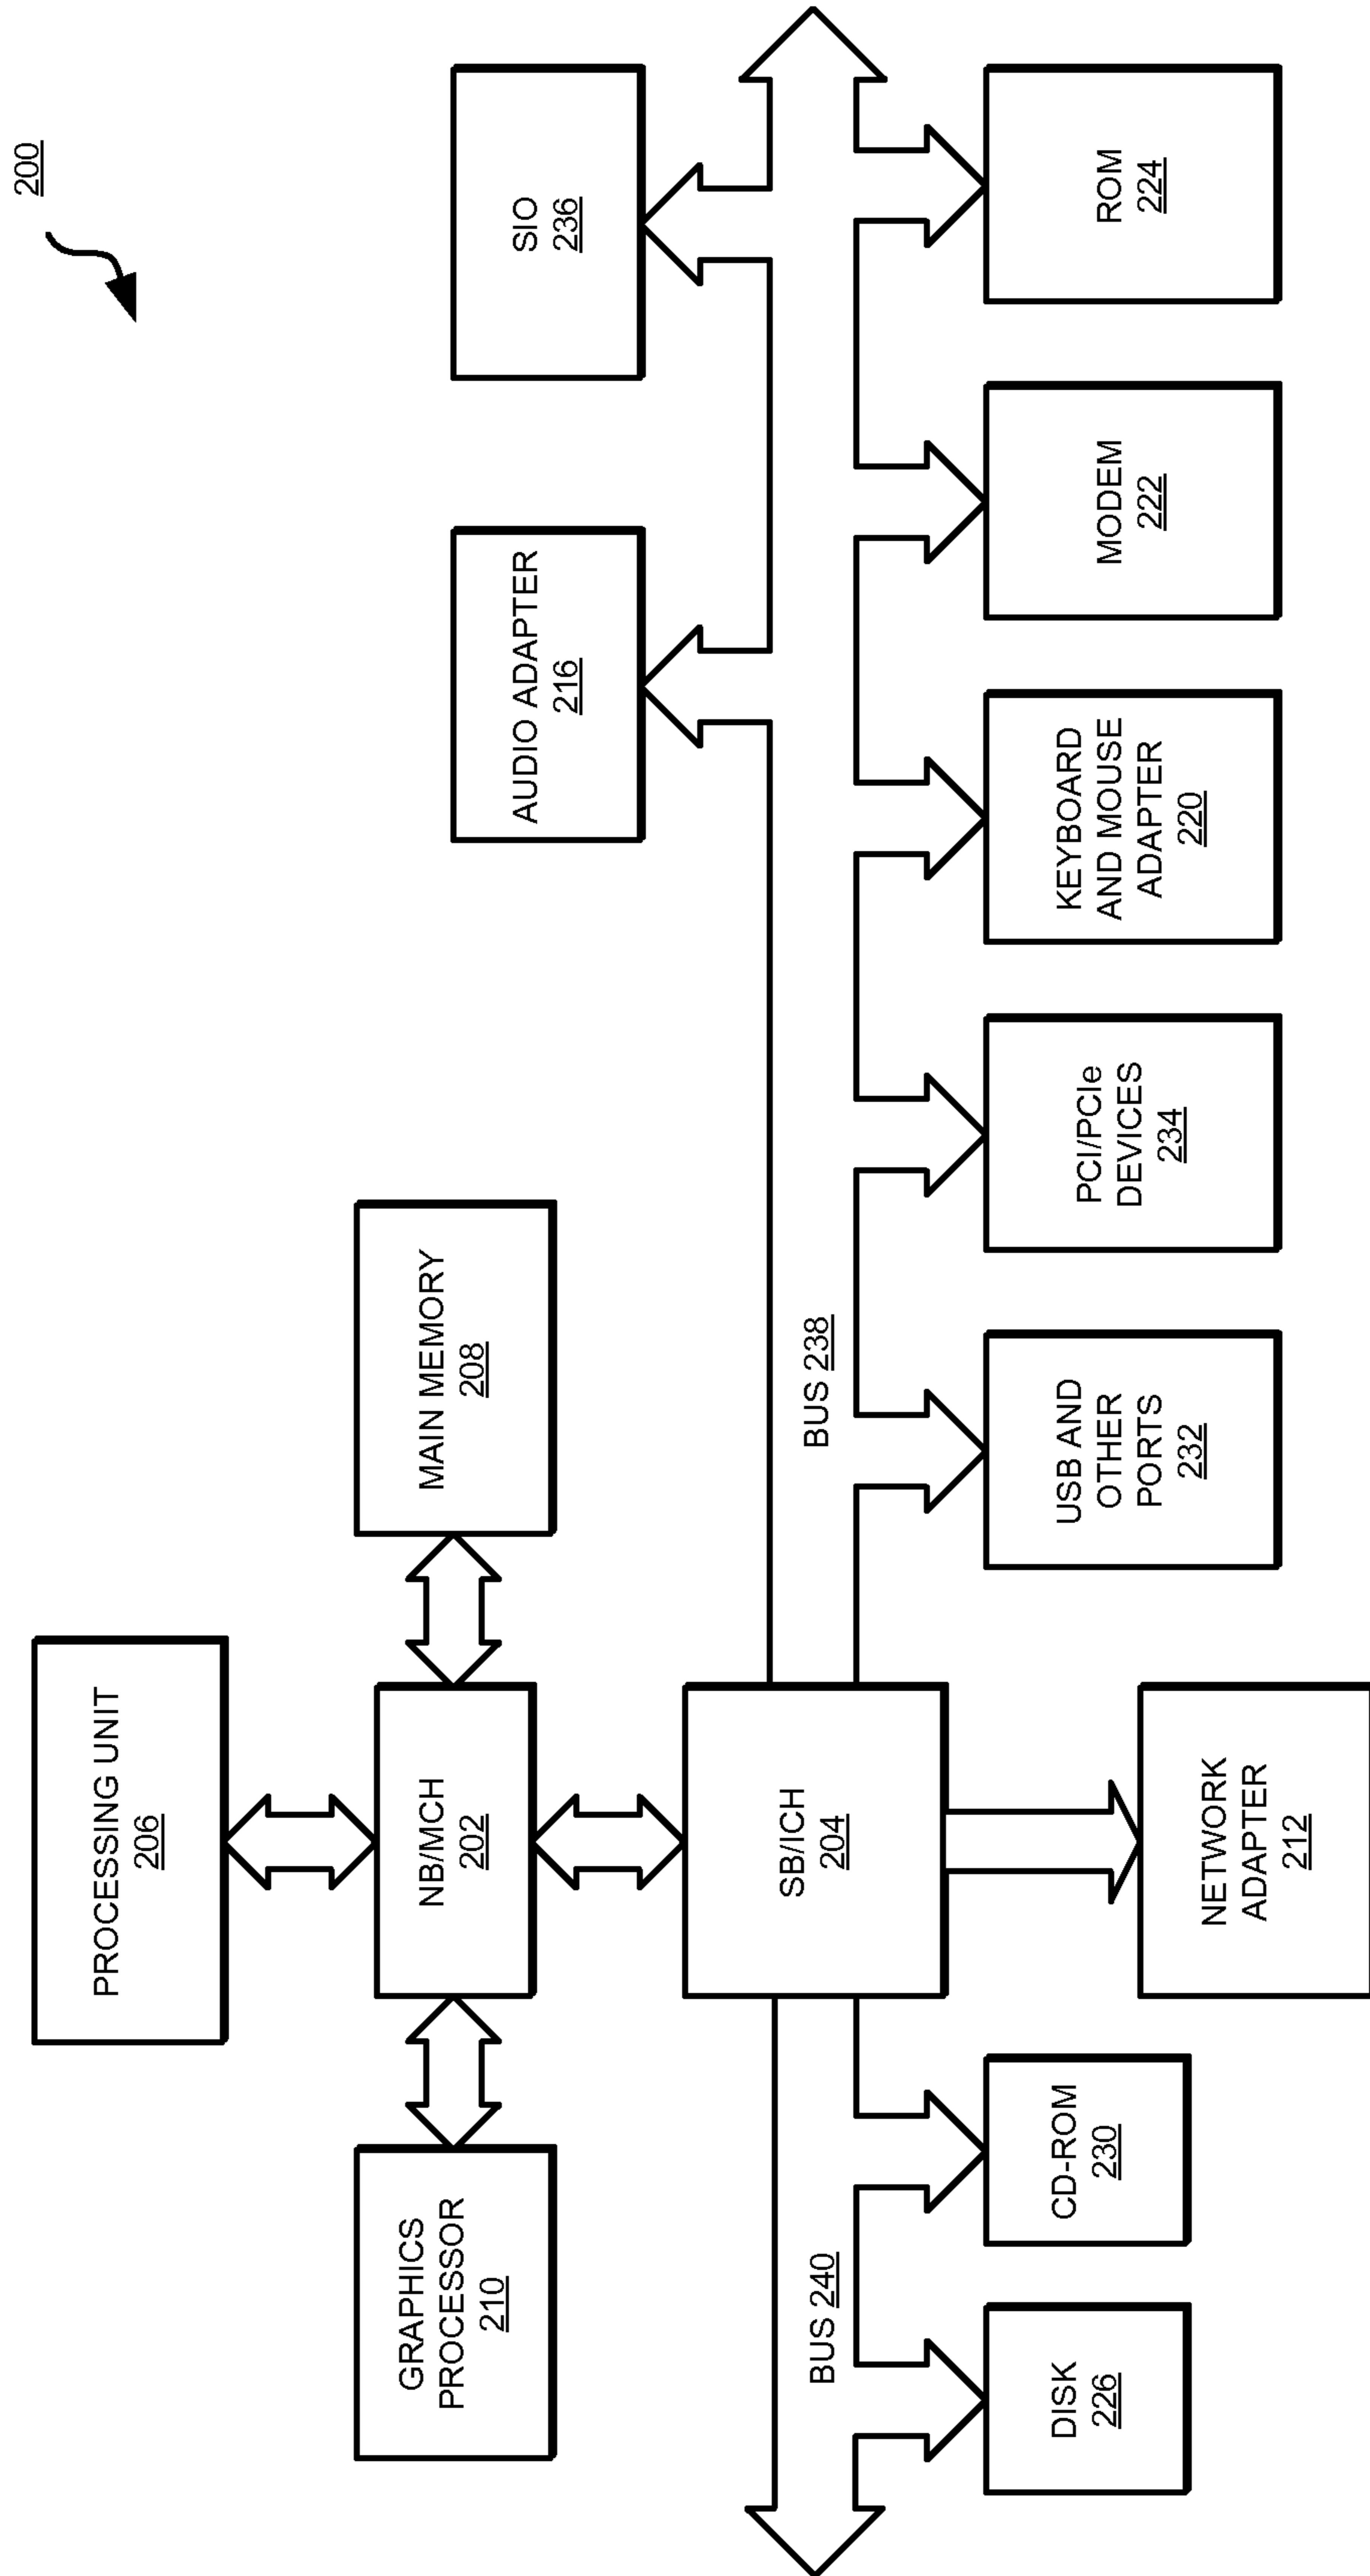 200
PROCESSING UNIT
206
GRAPHICS
PROCESSOR
210
NB/MCH
202
MAIN MEMORY
208
AUDIO ADAPTER
216
SIO
236
SB/ICH
204
BUS 240
BUS 238
DISK
226
CD-ROM
230
USB AND
OTHER
PORTS
232
PCI/PCIe
DEVICES
234
KEYBOARD
AND MOUSE
ADAPTER
220
MODEM
222
ROM
224
NETWORK
ADAPTER
212